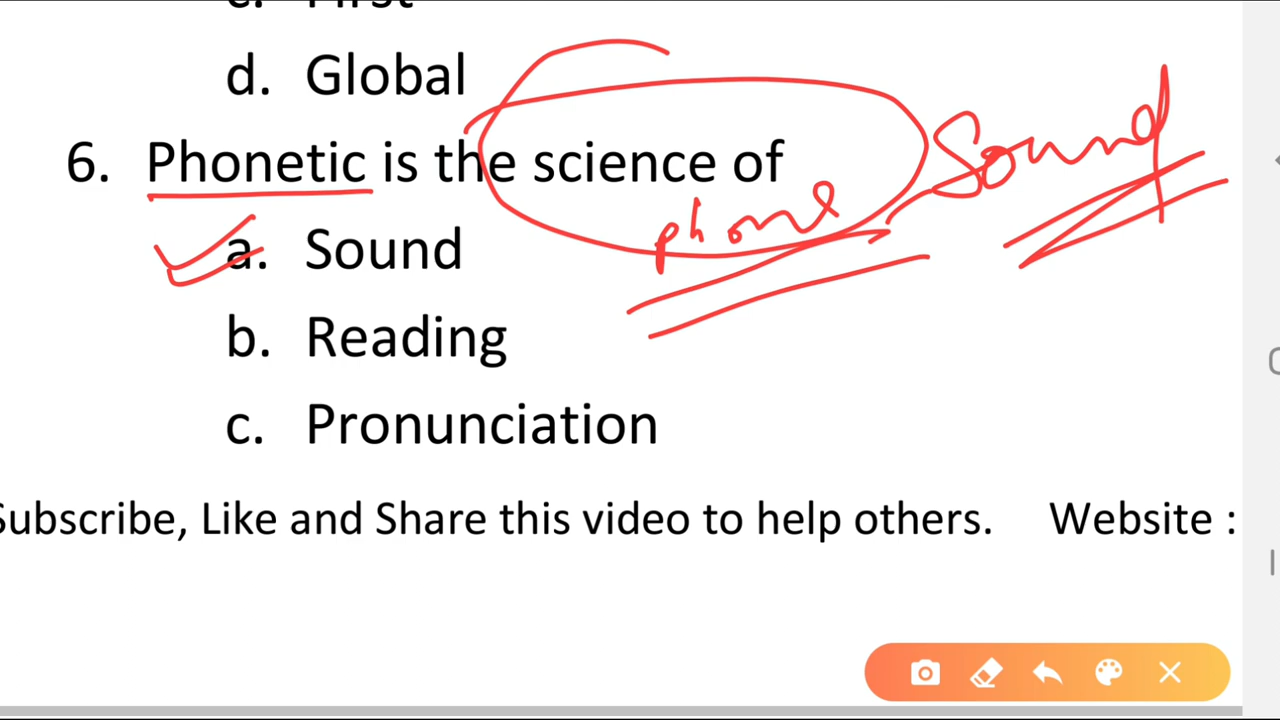 c. First
d. Global
6. Phonetic is the science of
Sound
phone
a. Sound
b. Reading
c. Pronunciation
Subscribe, Like and Share this video to help others. Website :